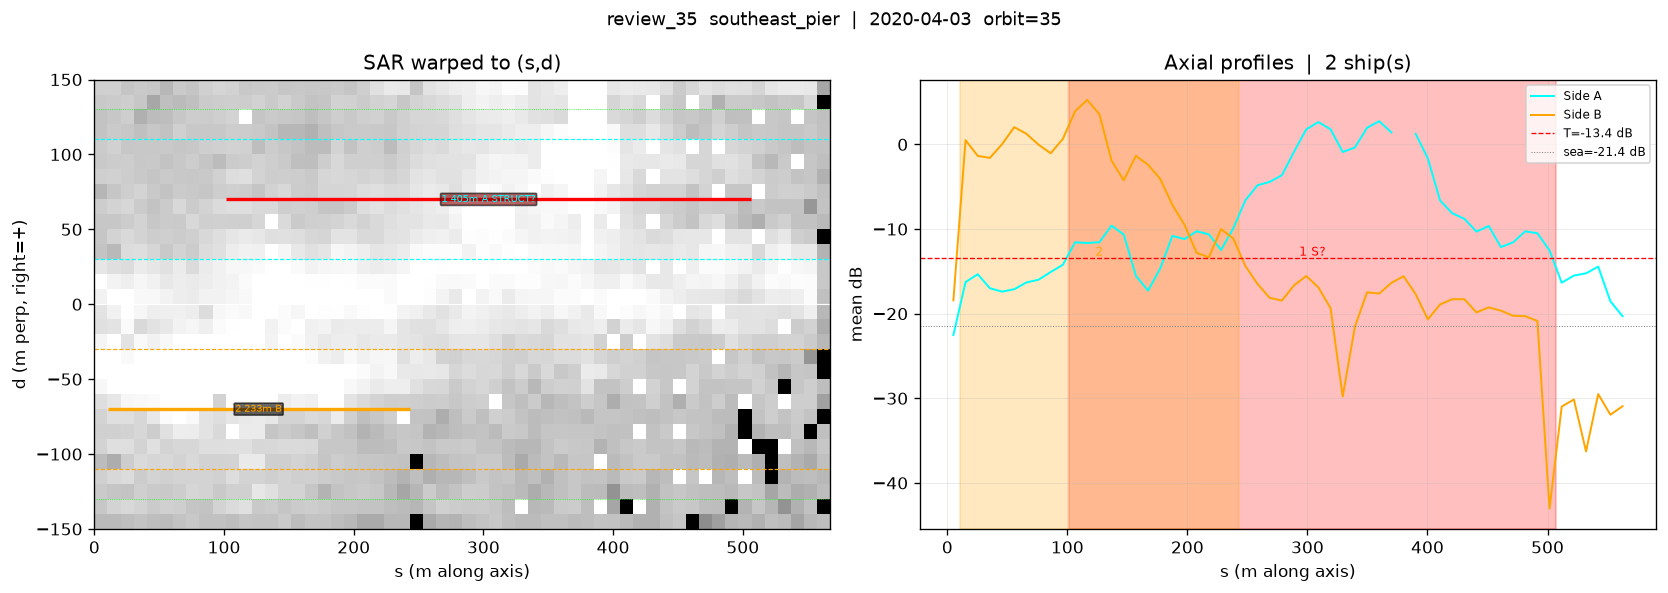 review_35 southeast_pier | 2020-04-03 orbit=35
SAR warped to (s,d)
150
100
50
0
−50
−100
−150
d (m perp, right=+)
1 405m A STRUCT?
2 233m B
0
100
200
300
400
500
s (m along axis)
Axial profiles | 2 ship(s)
0
−10
−20
−30
−40
mean dB
2
1 S?
Side A
Side B
T=-13.4 dB
sea=-21.4 dB
0
100
200
300
400
500
s (m along axis)